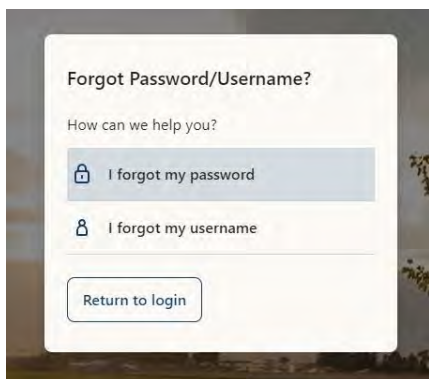 Forgot Password/Username?
How can we help you?
I forgot my password
I forgot my username
Return to login